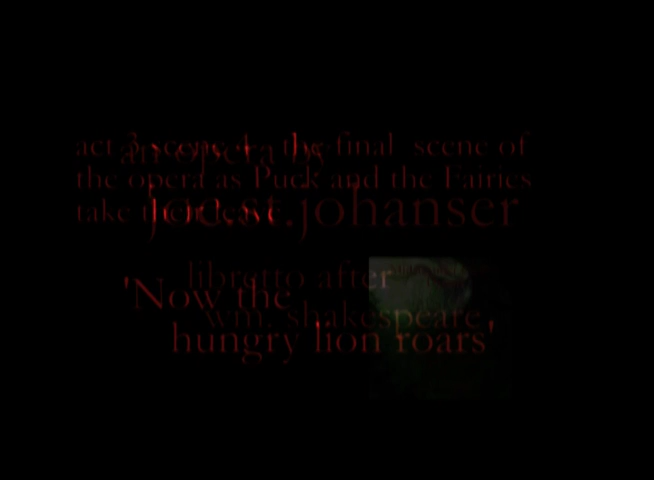 act 3 scene 1 the final scene of
an opera by
the opera as Puck and the Fairies
joe.st.johanser
take their leave
libretto after
'Now the
wm. shakespeare
hungry lion roars'